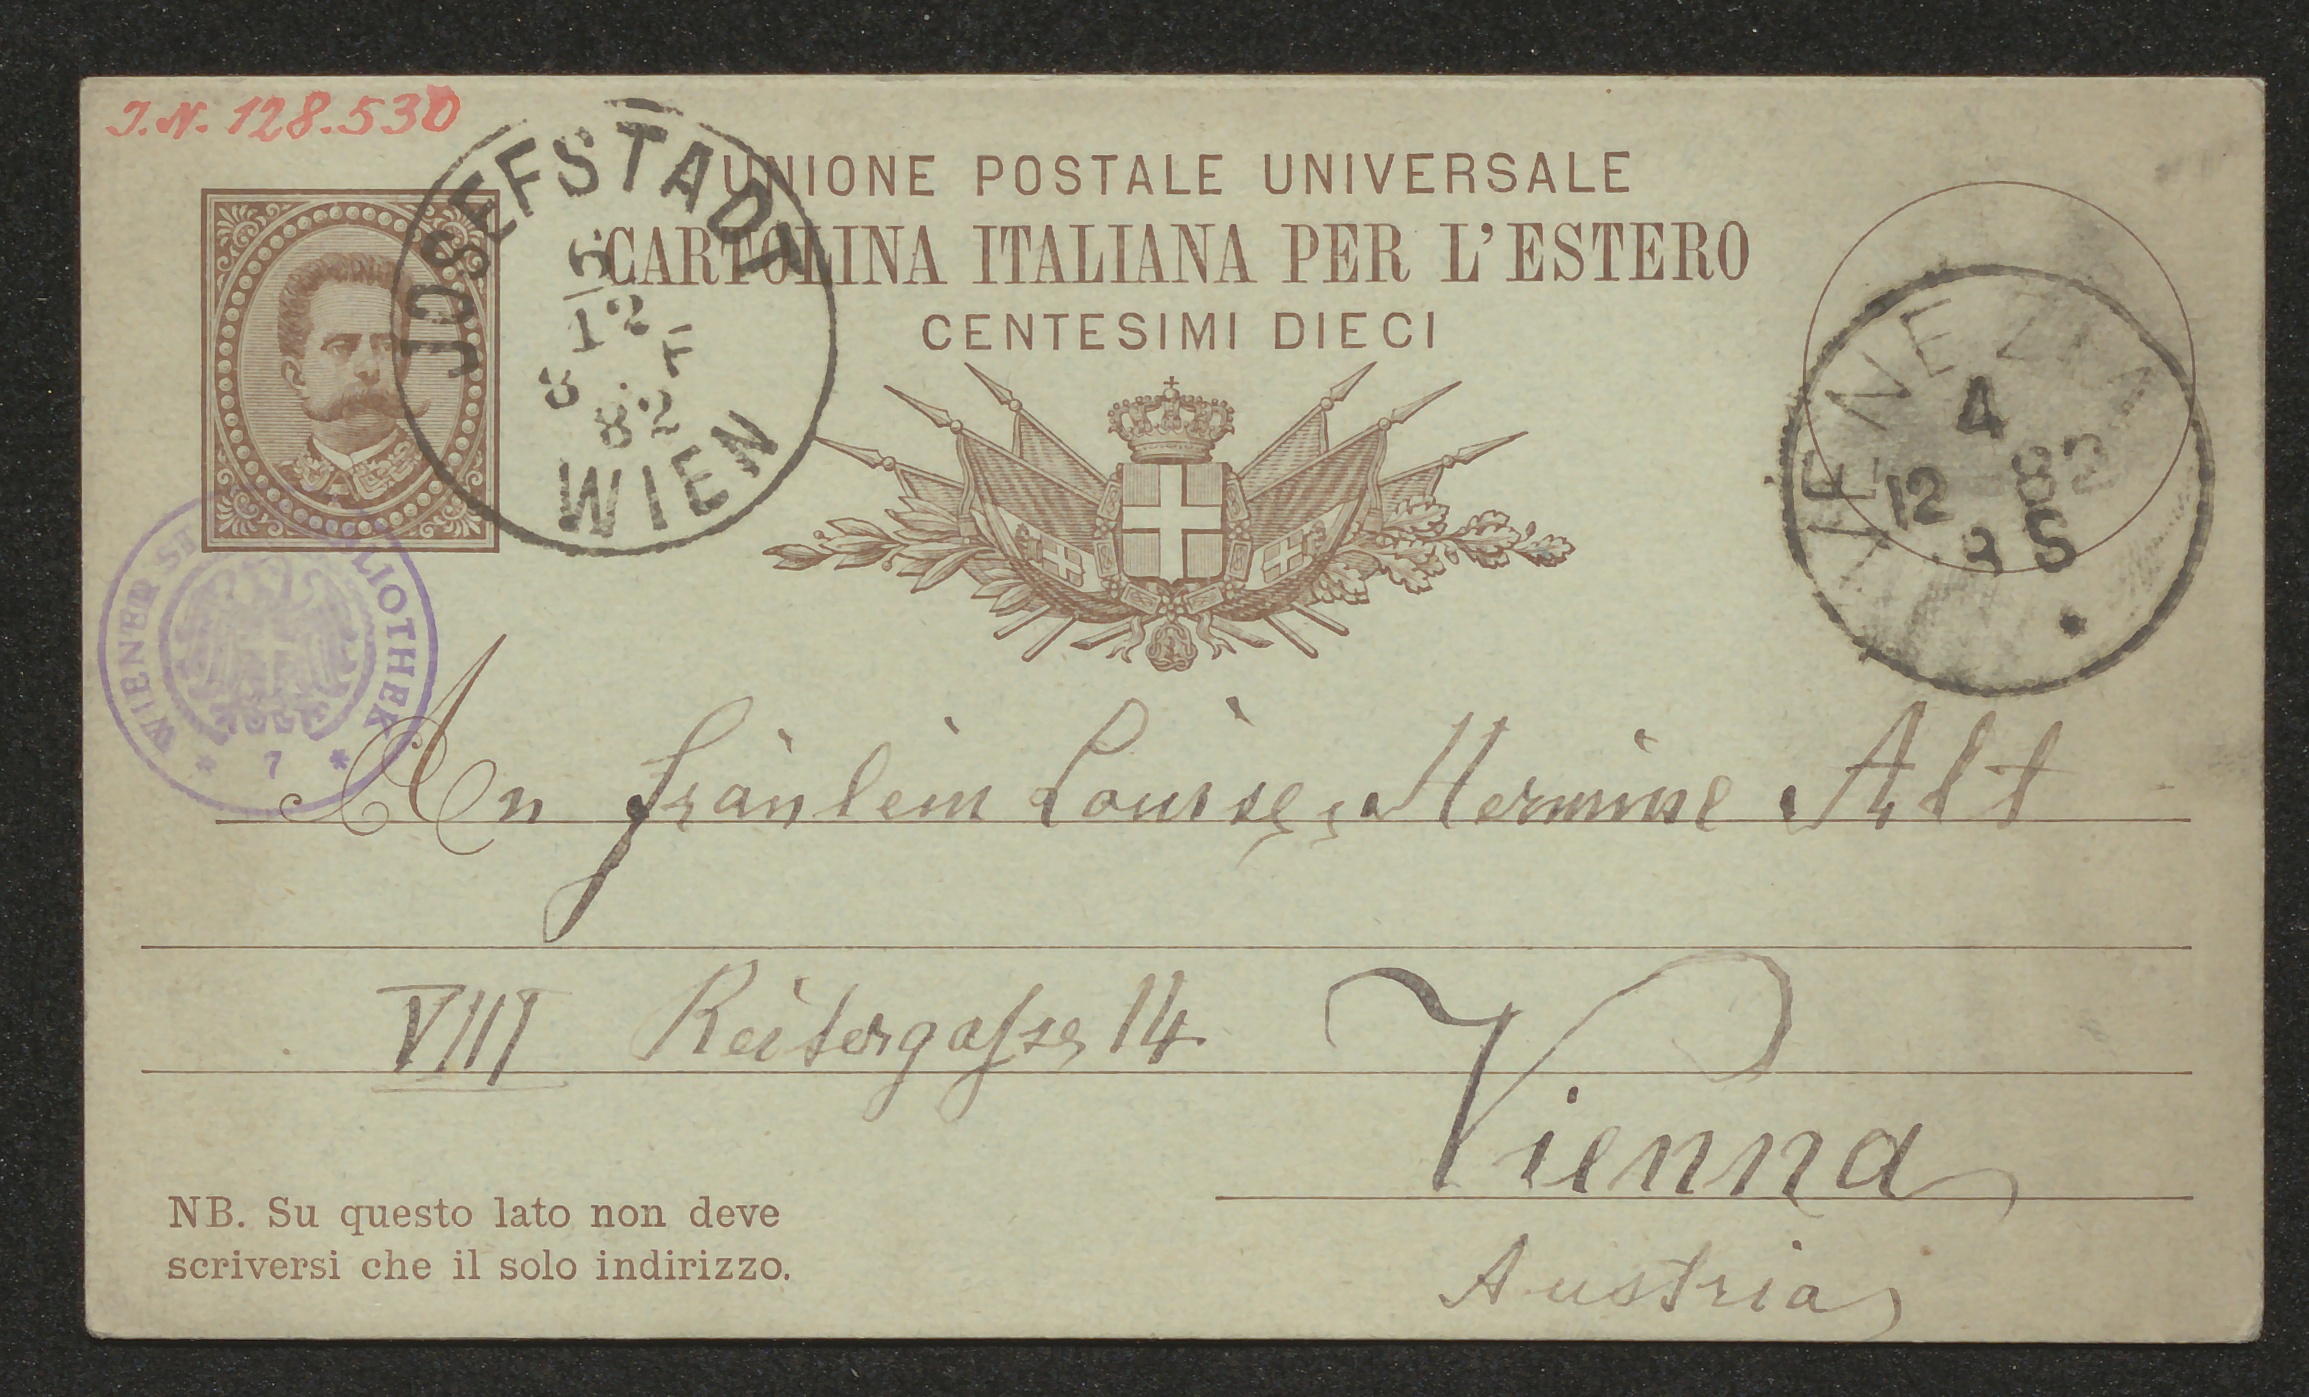 J.N. 128.530
UNIONE POSTALE UNIVERSALE
CARTOLINA ITALIANA PER L'ESTERO
CENTESIMI DIECI
JOSEFSTADT
6
12
8 82 F
WIEN
VENEZIA
4
12 82
S
WIENER STADTBIBLIOTHEK
* 7 *
An Fräulein Louise, Hermine Alt
VIII Reitergasse 14
Vienna
Austria
NB. Su questo lato non deve
scriversi che il solo indirizzo.